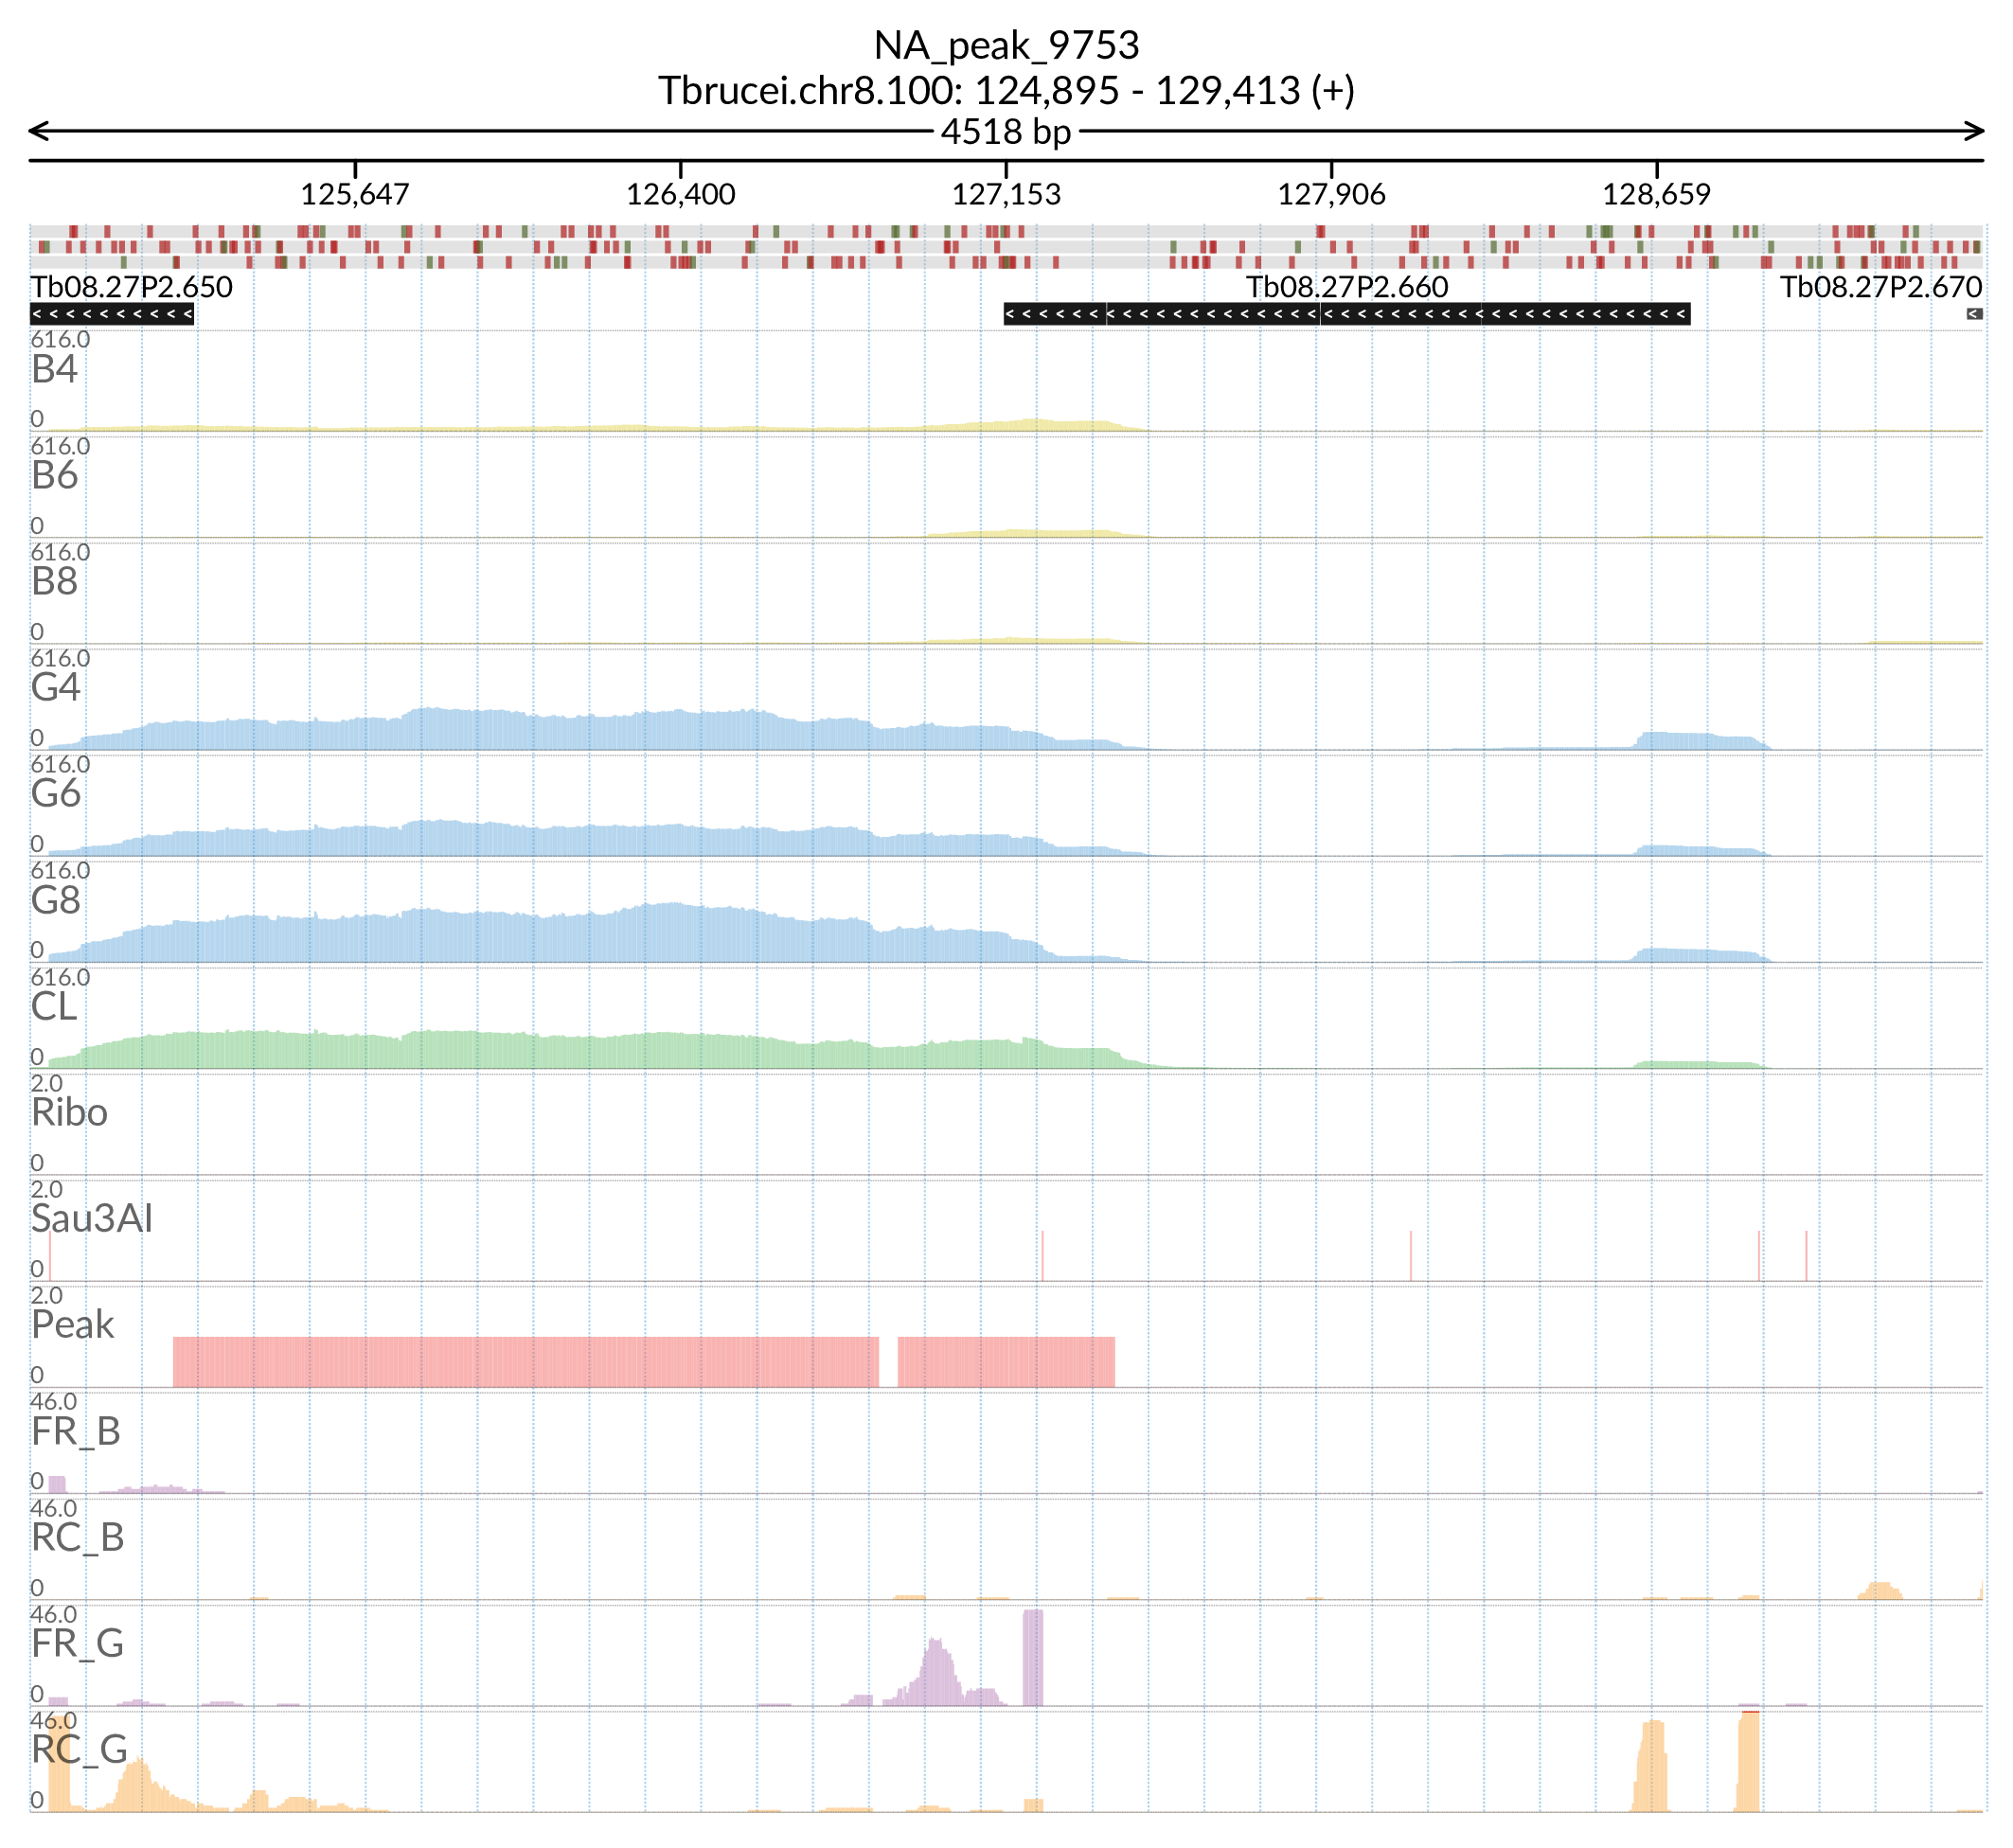 NA_peak_9753
Tbrucei.chr8.100: 124,895 - 129,413 (+)
4518 bp
125,647 126,400 127,153 127,906 128,659
Tb08.27P2.650 Tb08.27P2.660 Tb08.27P2.670
616.0
B4
0
616.0
B6
0
616.0
B8
0
616.0
G4
0
616.0
G6
0
616.0
G8
0
616.0
CL
0
2.0
Ribo
0
2.0
Sau3AI
0
2.0
Peak
0
46.0
FR_B
0
46.0
RC_B
0
46.0
FR_G
0
46.0
RC_G
0